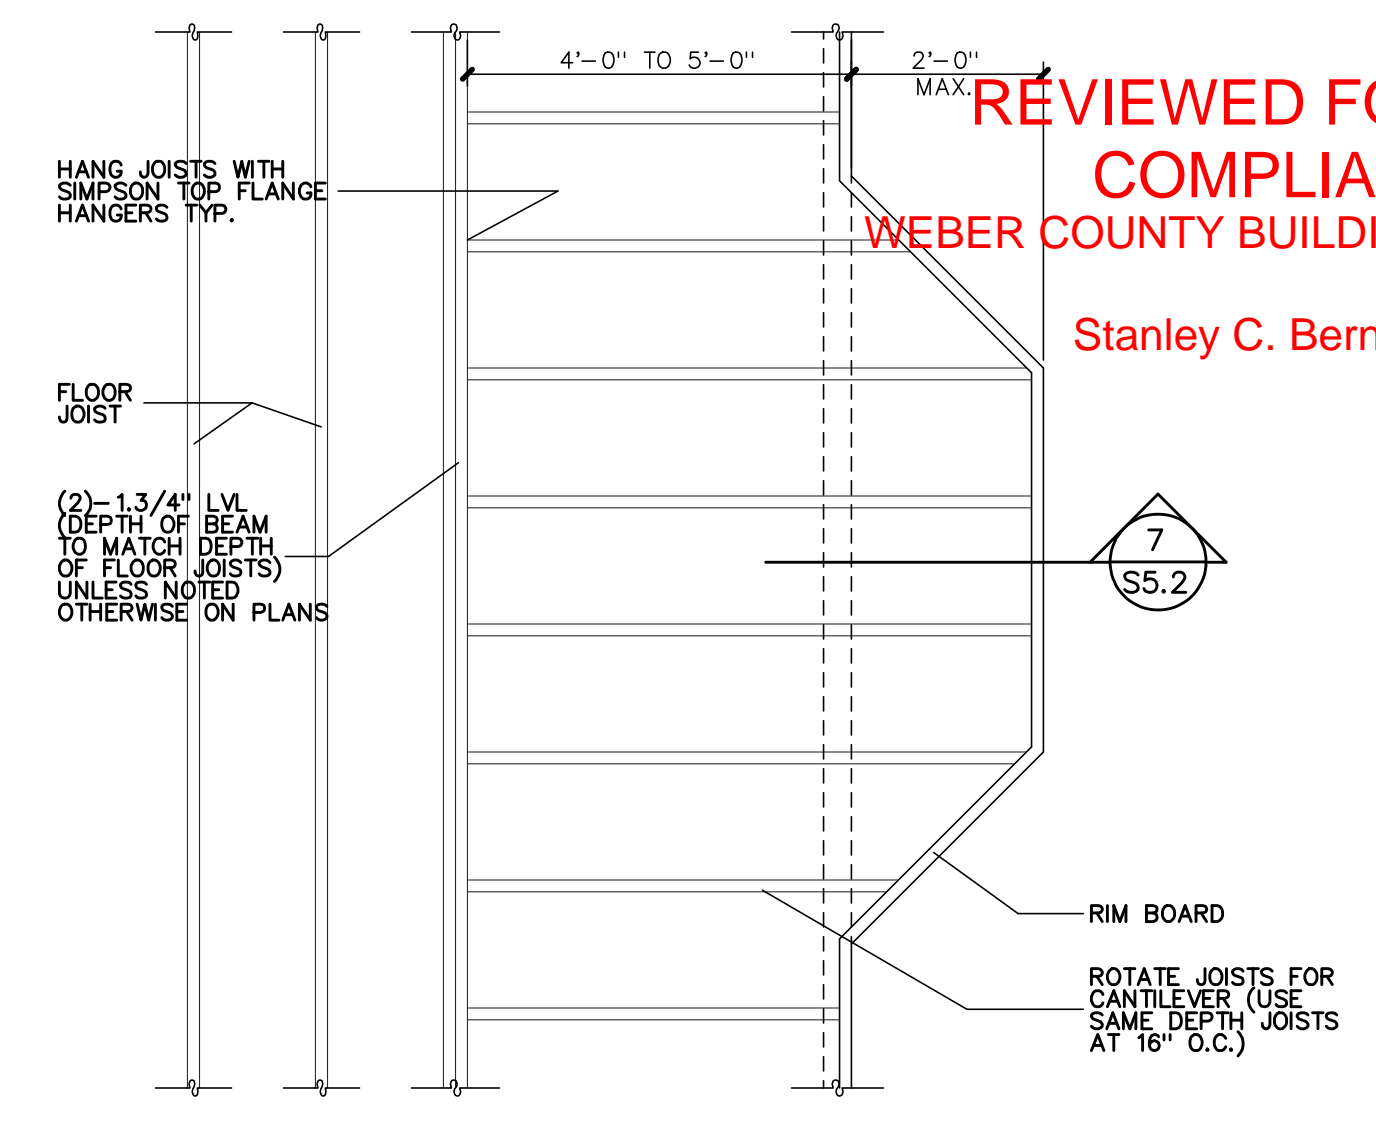 4'-0" TO 5'-0"
2'-0"
MAX.
REVIEWED FO
COMPLIA
WEBER COUNTY BUILDI
Stanley C. Bern
HANG JOISTS WITH
SIMPSON TOP FLANGE
HANGERS TYP.
FLOOR
JOIST
(2)-1.3/4" LVL
(DEPTH OF BEAM
TO MATCH DEPTH
OF FLOOR JOISTS)
UNLESS NOTED
OTHERWISE ON PLANS
7
S5.2
RIM BOARD
ROTATE JOISTS FOR
CANTILEVER (USE
SAME DEPTH JOISTS
AT 16" O.C.)